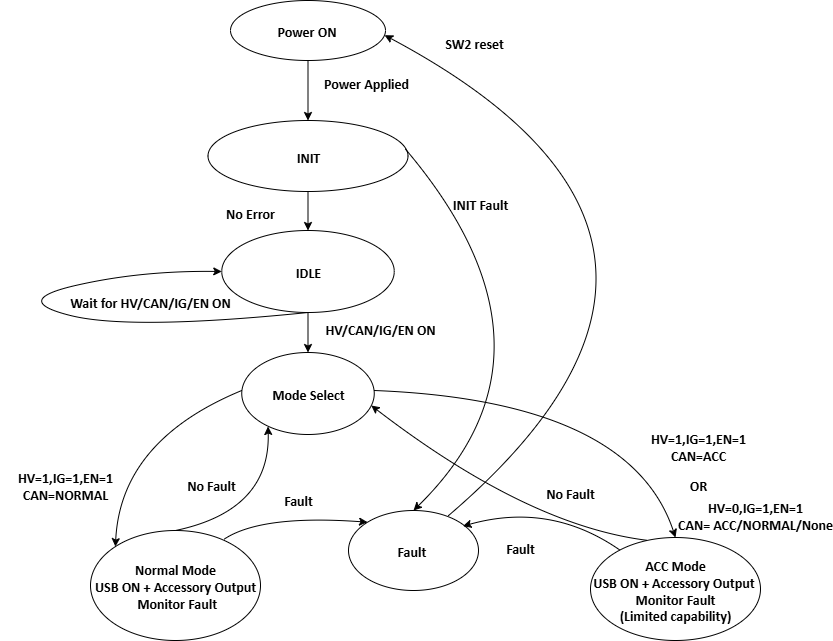 Power ON
SW2 reset
Power Applied
INIT
INIT Fault
No Error
IDLE
Wait for HV/CAN/IG/EN ON
HV/CAN/IG/EN ON
Mode Select
HV=1,IG=1,EN=1
CAN=ACC
OR
HV=0,IG=1,EN=1
CAN= ACC/NORMAL/None
HV=1,IG=1,EN=1
CAN=NORMAL
No Fault
Fault
No Fault
Fault
Fault
Normal Mode
USB ON + Accessory Output
Monitor Fault
ACC Mode
USB ON + Accessory Output
Monitor Fault
(Limited capability)